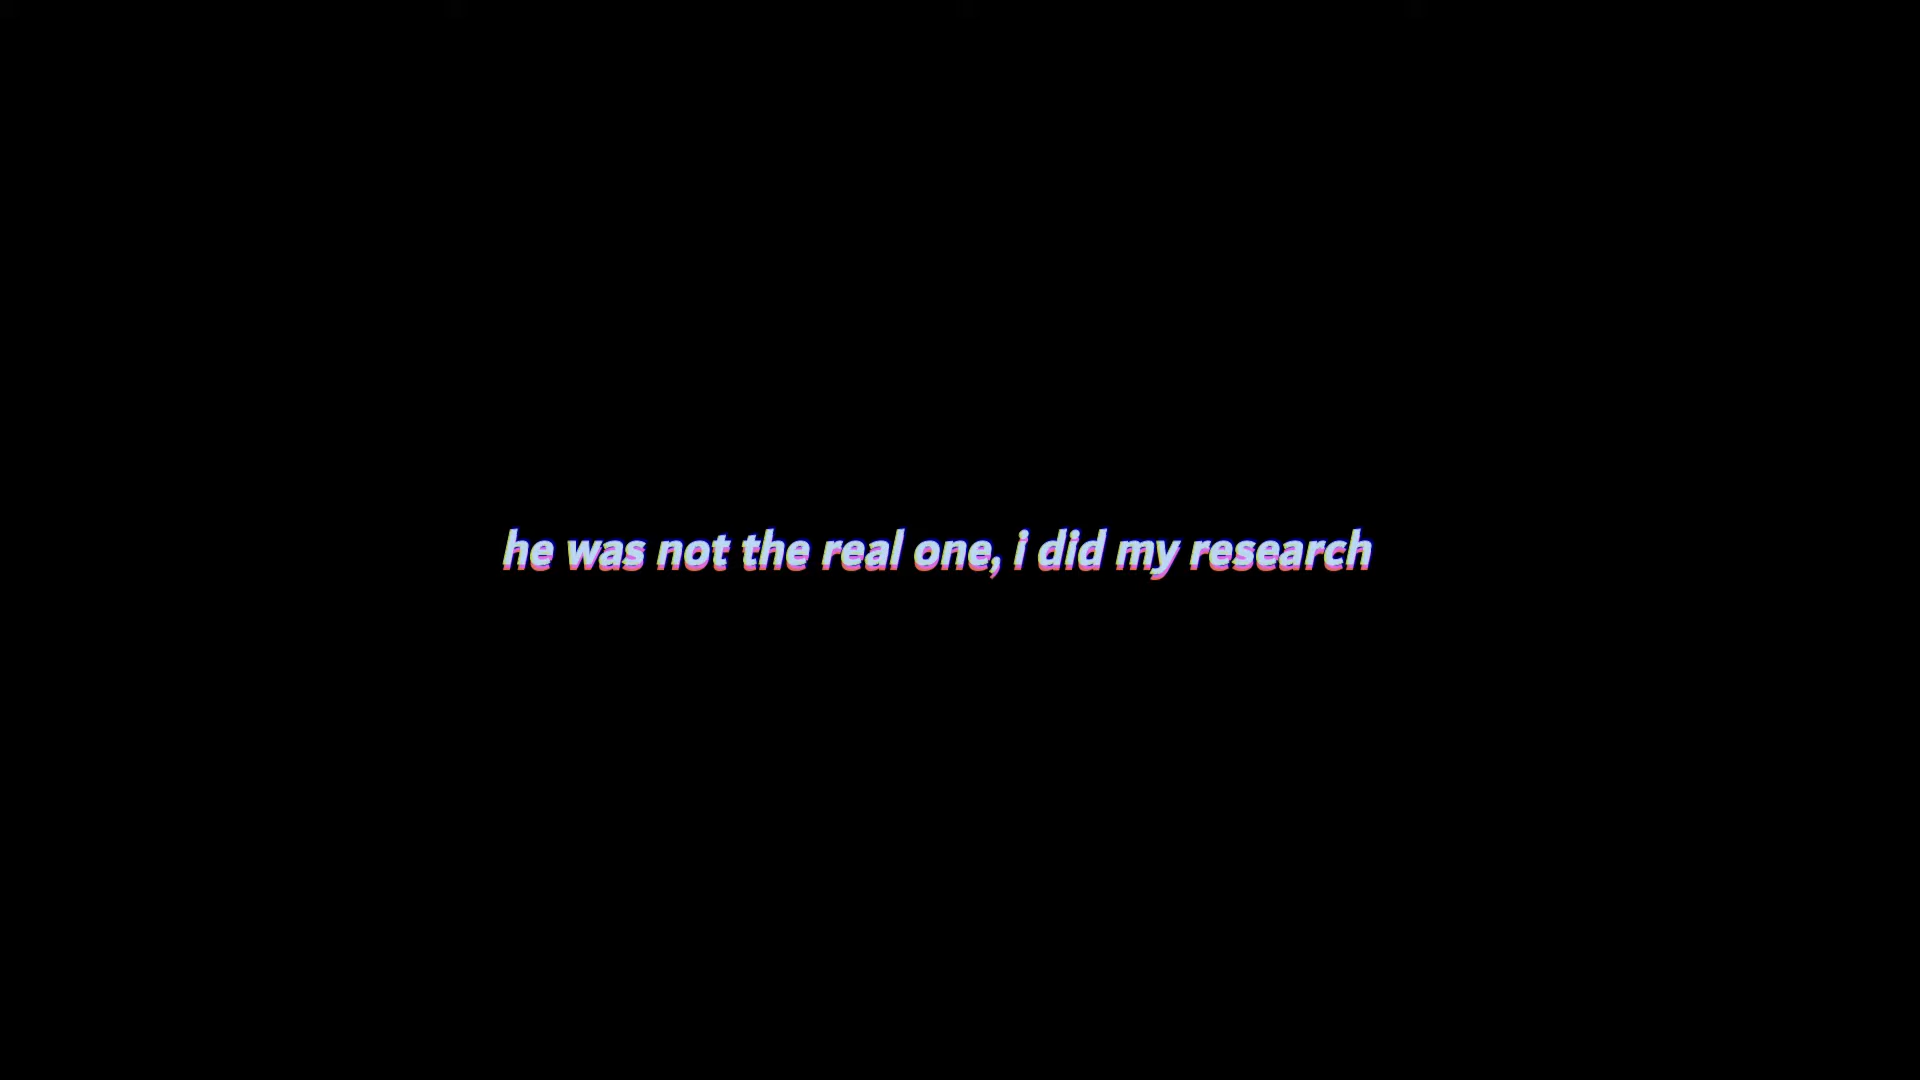 he was not the real one, i did my research